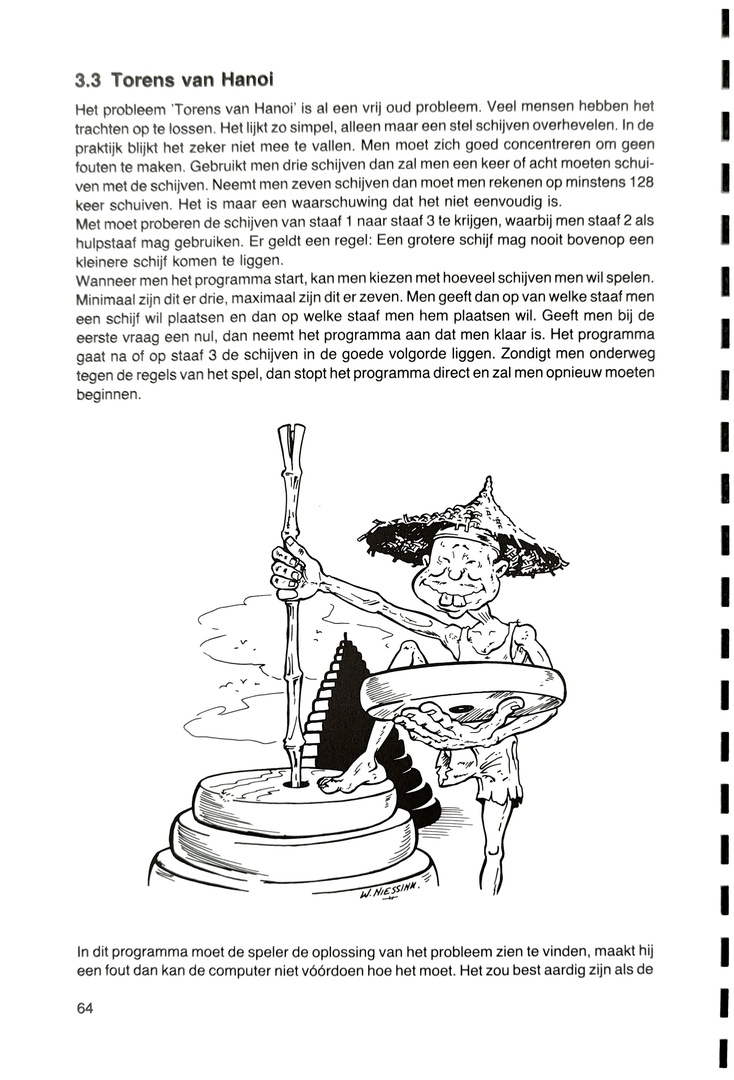 3.3 Torens van Hanoi
Het probleem 'Torens van Hanoi' is al een vrij oud probleem. Veel mensen hebben het
trachten op te lossen. Het lijkt zo simpel, alleen maar een stel schijven overhevelen. In de
praktijk blijkt het zeker niet mee te vallen. Men moet zich goed concentreren om geen
fouten te maken. Gebruikt men drie schijven dan zal men een keer of acht moeten schui-
ven met de schijven. Neemt men zeven schijven dan moet men rekenen op minstens 128
keer schuiven. Het is maar een waarschuwing dat het niet eenvoudig is.
Met moet proberen de schijven van staaf 1 naar staaf 3 te krijgen, waarbij men staaf 2 als
hulpstaaf mag gebruiken. Er geldt een regel: Een grotere schijf mag nooit bovenop een
kleinere schijf komen te liggen.
Wanneer men het programma start, kan men kiezen met hoeveel schijven men wil spelen.
Minimaal zijn dit er drie, maximaal zijn dit er zeven. Men geeft dan op van welke staaf men
een schijf wil plaatsen en dan op welke staaf men hem plaatsen wil. Geeft men bij de
eerste vraag een nul, dan neemt het programma aan dat men klaar is. Het programma
gaat na of op staaf 3 de schijven in de goede volgorde liggen. Zondigt men onderweg
tegen de regels van het spel, dan stopt het programma direct en zal men opnieuw moeten
beginnen.
W. NIESSINK.
In dit programma moet de speler de oplossing van het probleem zien te vinden, maakt hij
een fout dan kan de computer niet vóórdoen hoe het moet. Het zou best aardig zijn als de
64